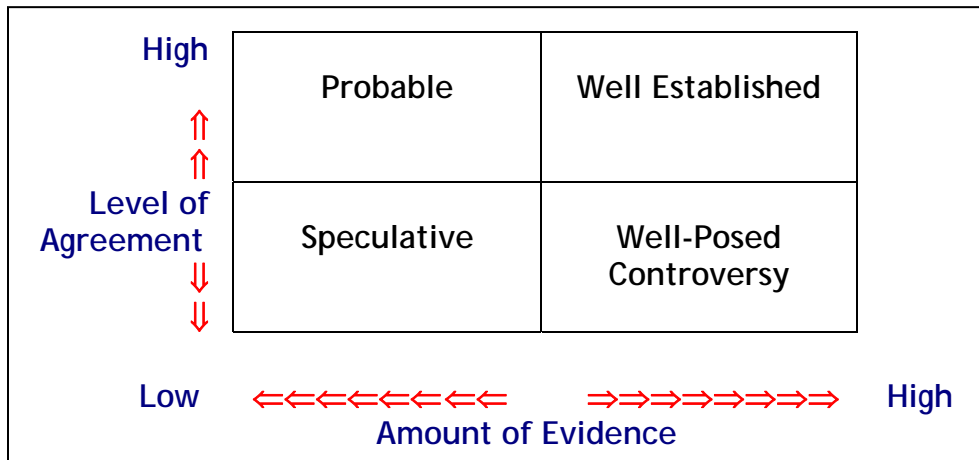 High
Probable
Well Established
⇑
⇑
Level of
Agreement
Speculative
Well-Posed
Controversy
⇓
⇓
Low ⇐⇐⇐⇐⇐⇐⇐⇐ ⇒⇒⇒⇒⇒⇒⇒⇒ High
Amount of Evidence